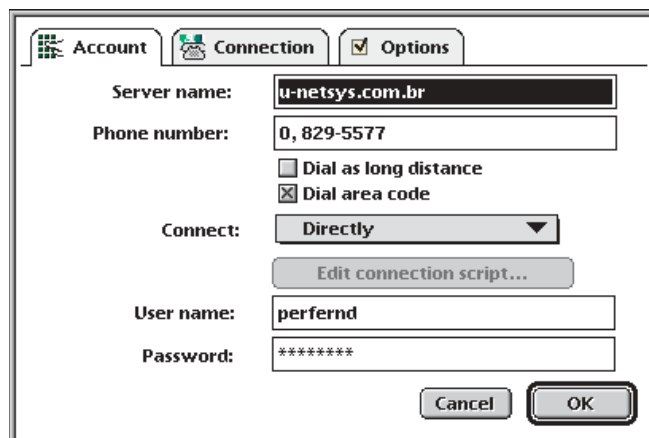 Account Connection Options
Server name: u-netsys.com.br
Phone number: 0, 829-5577
Dial as long distance
Dial area code
Connect: Directly
Edit connection script...
User name: perfernd
Password: ********
Cancel OK